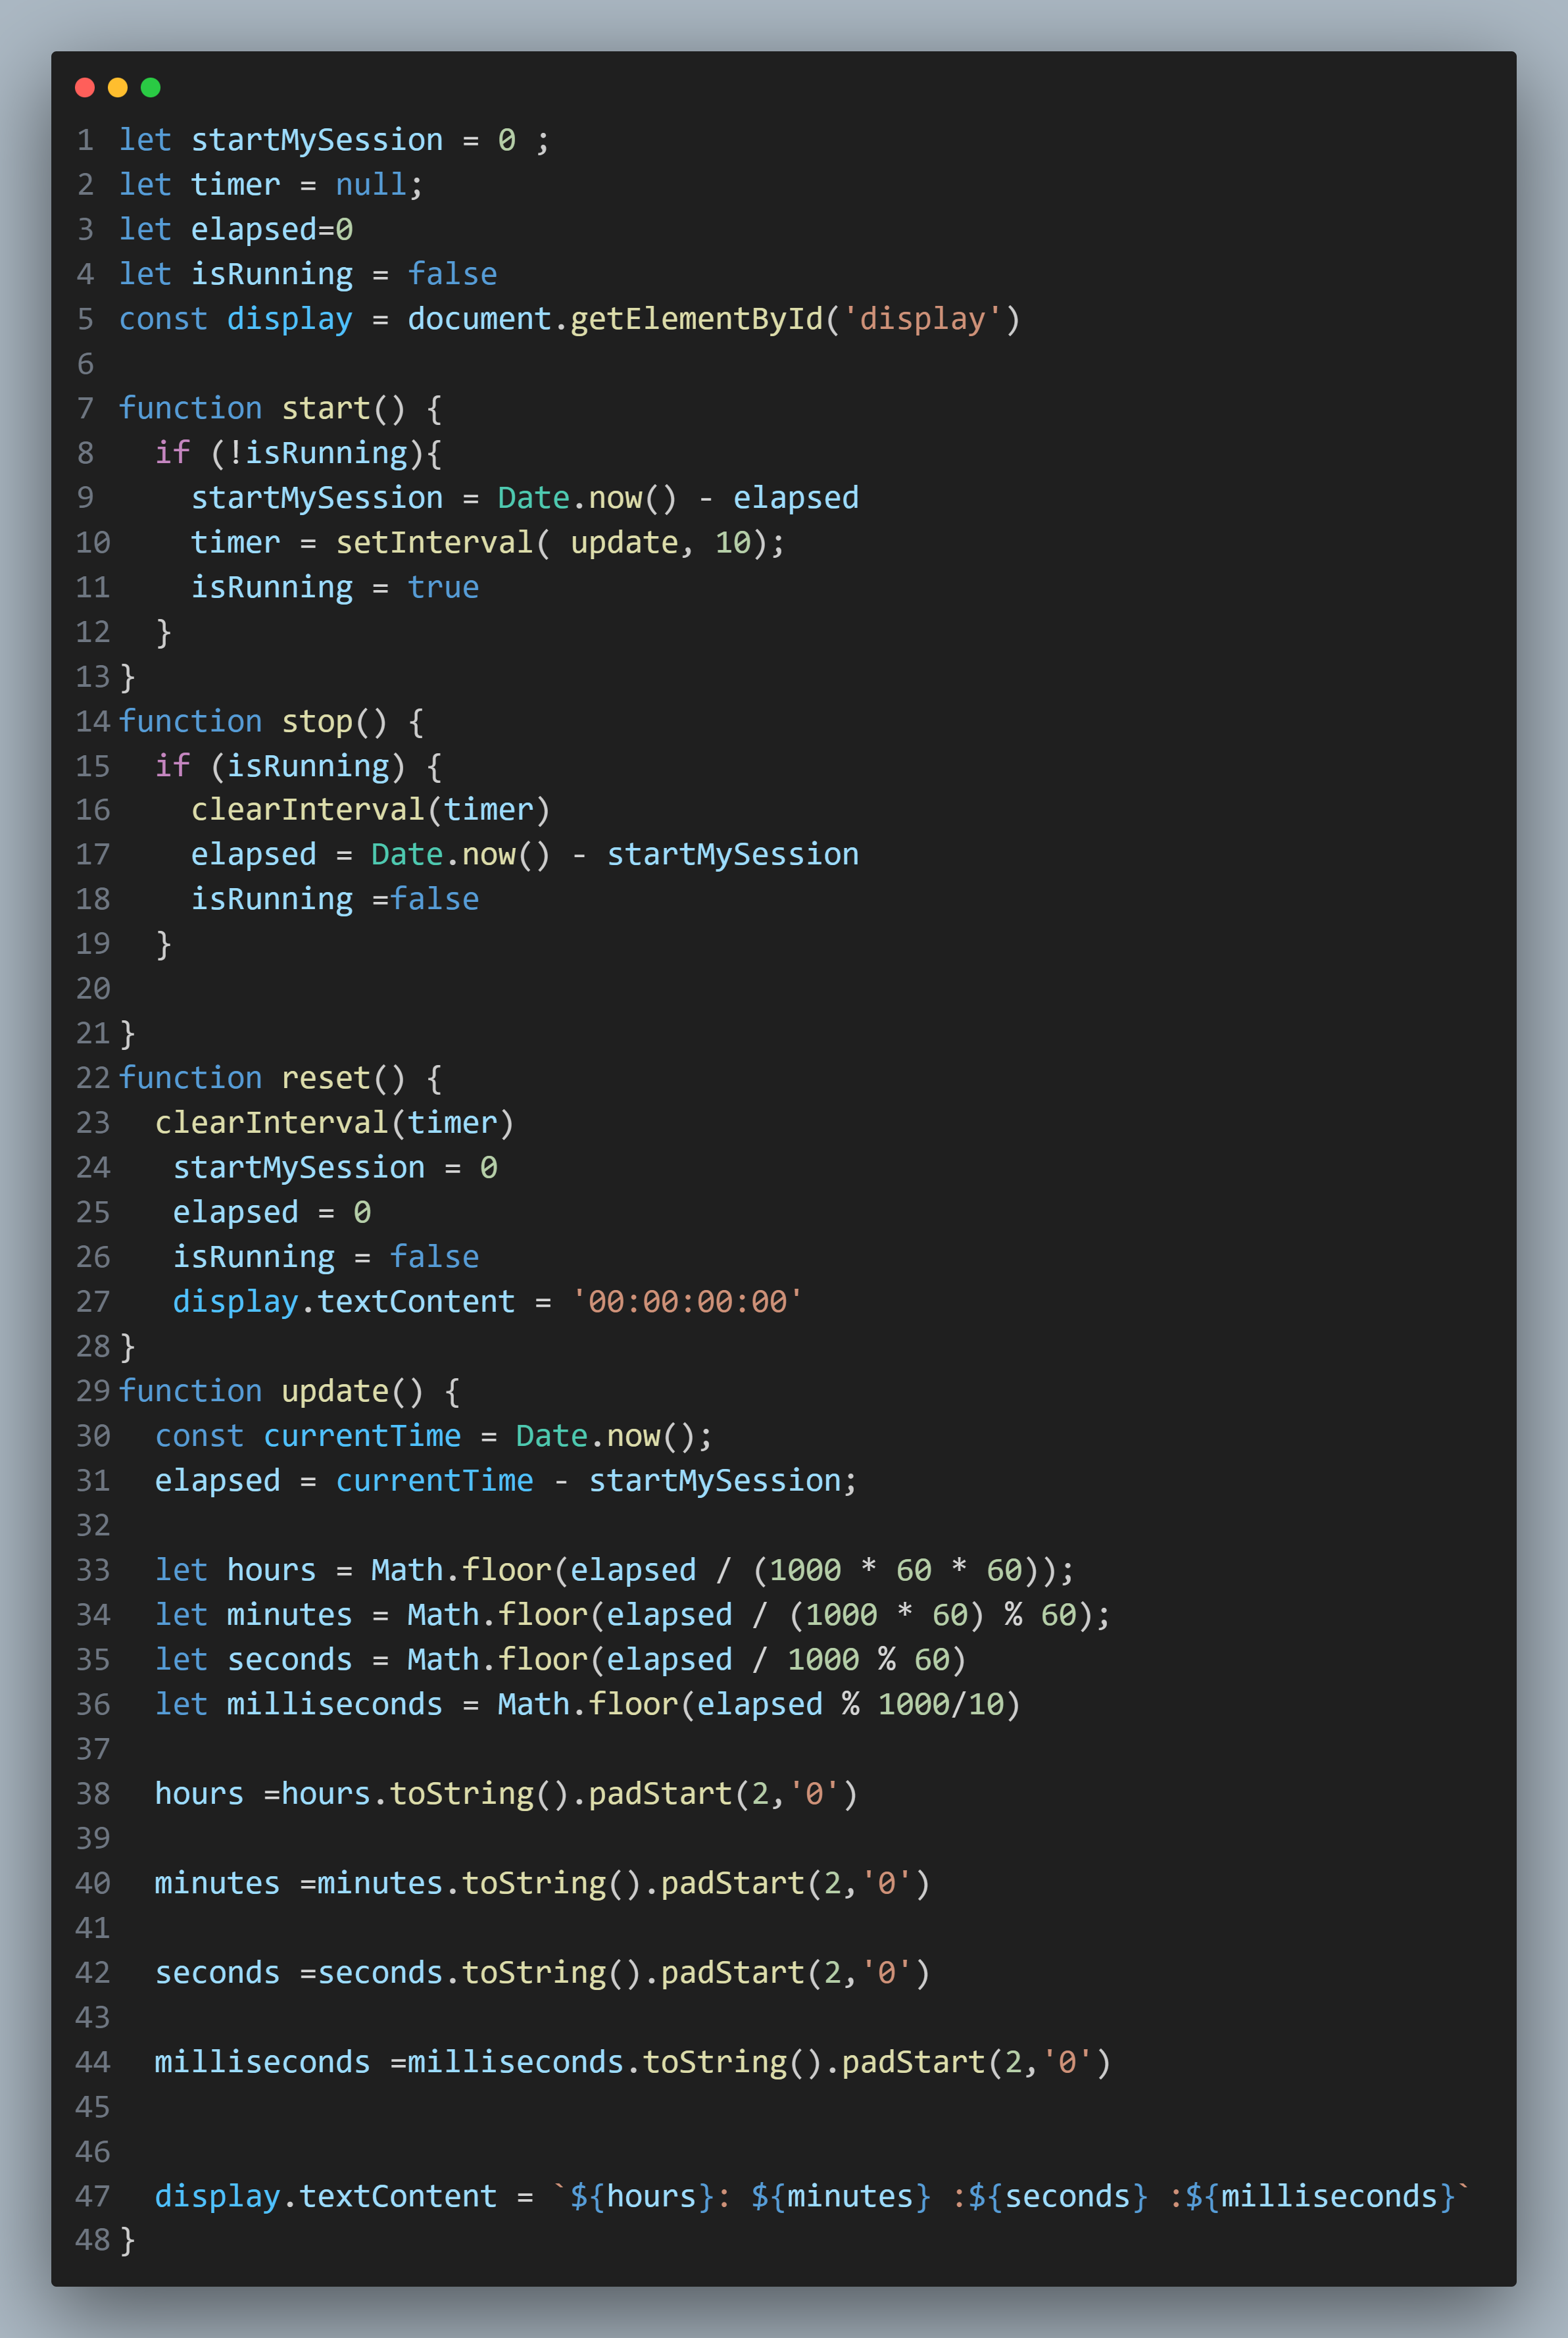 1 let startMySession = 0 ;
2 let timer = null;
3 let elapsed=0
4 let isRunning = false
5 const display = document.getElementById('display')
6
7 function start() {
8   if (!isRunning){
9     startMySession = Date.now() - elapsed
10     timer = setInterval( update, 10);
11     isRunning = true
12   }
13 }
14 function stop() {
15   if (isRunning) {
16     clearInterval(timer)
17     elapsed = Date.now() - startMySession
18     isRunning =false
19   }
20
21 }
22 function reset() {
23   clearInterval(timer)
24    startMySession = 0
25    elapsed = 0
26    isRunning = false
27    display.textContent = '00:00:00:00'
28 }
29 function update() {
30   const currentTime = Date.now();
31   elapsed = currentTime - startMySession;
32
33   let hours = Math.floor(elapsed / (1000 * 60 * 60));
34   let minutes = Math.floor(elapsed / (1000 * 60) % 60);
35   let seconds = Math.floor(elapsed / 1000 % 60)
36   let milliseconds = Math.floor(elapsed % 1000/10)
37
38   hours =hours.toString().padStart(2,'0')
39
40   minutes =minutes.toString().padStart(2,'0')
41
42   seconds =seconds.toString().padStart(2,'0')
43
44   milliseconds =milliseconds.toString().padStart(2,'0')
45
46
47   display.textContent = `${hours}: ${minutes} :${seconds} :${milliseconds}`
48 }